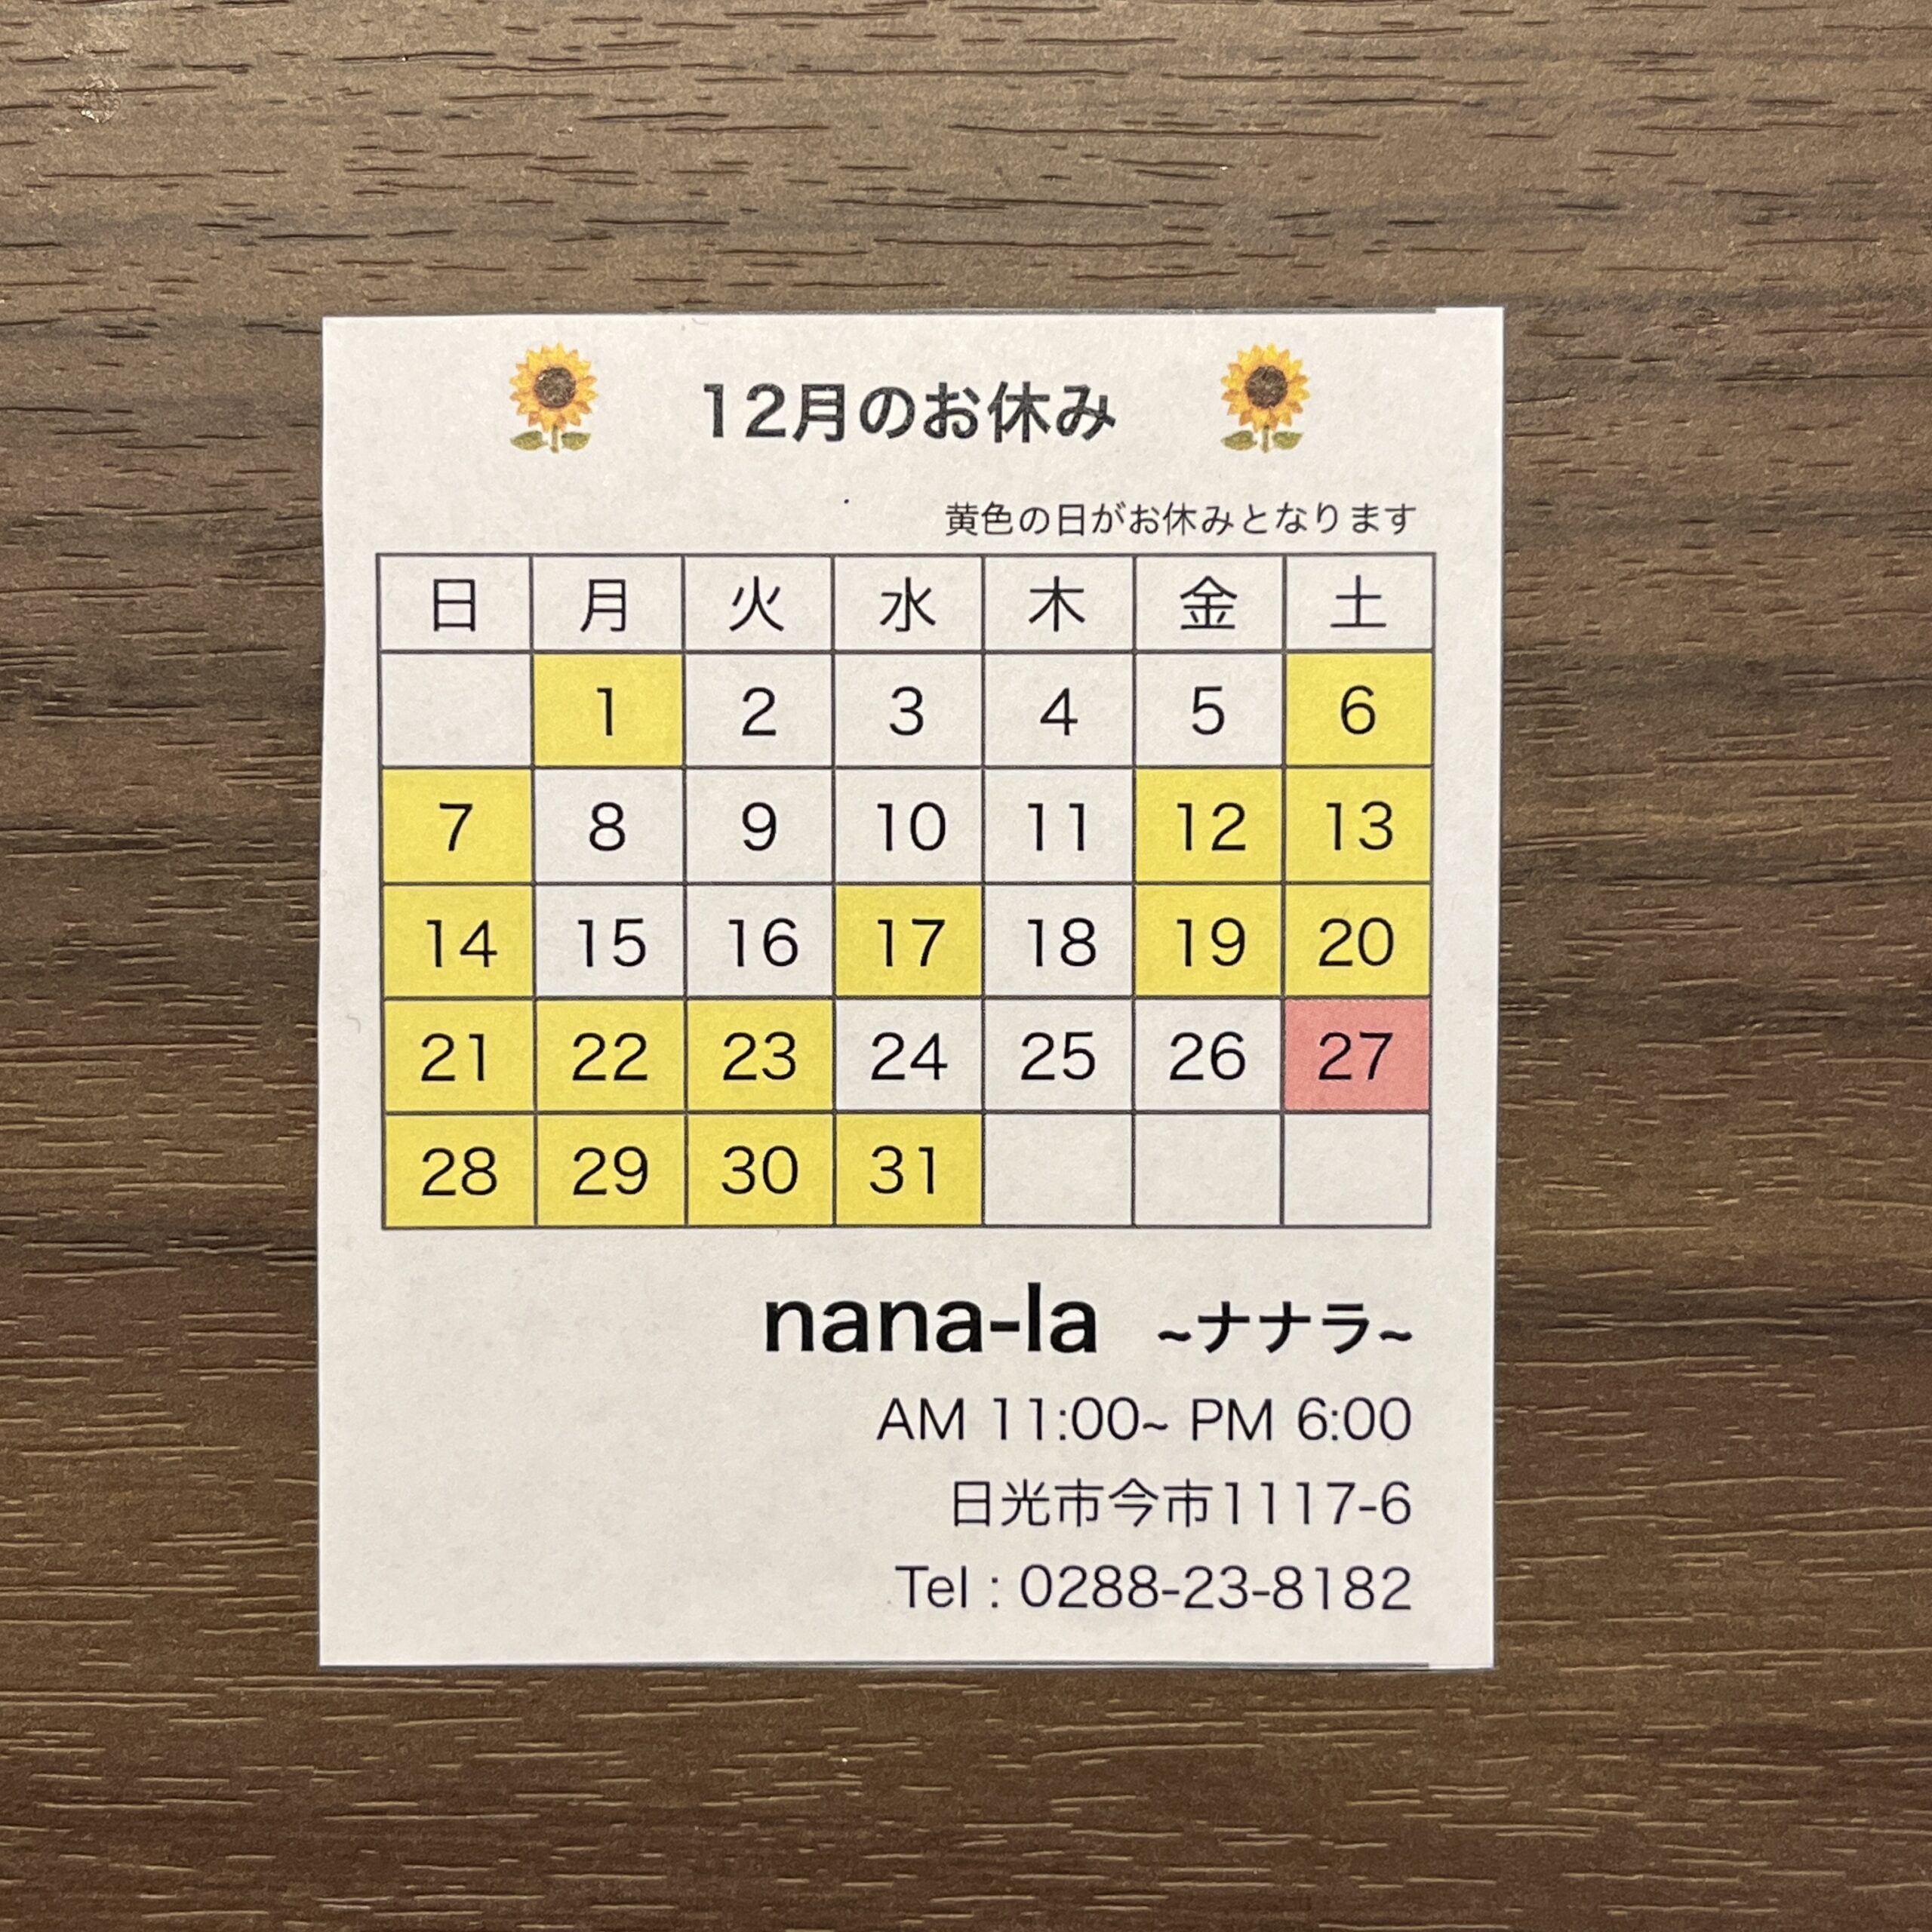 12月のお休み
黄色の日がお休みとなります
日 月 火 水 木 金 土
1 2 3 4 5 6
7 8 9 10 11 12 13
14 15 16 17 18 19 20
21 22 23 24 25 26 27
28 29 30 31
nana-la ~ナナラ~
AM 11:00~ PM 6:00
日光市今市1117-6
Tel : 0288-23-8182